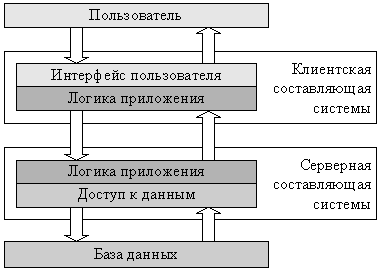 Пользователь
Интерфейс пользователя
Логика приложения
Клиентская
составляющая
системы
Логика приложения
Доступ к данным
Серверная
составляющая
системы
База данных